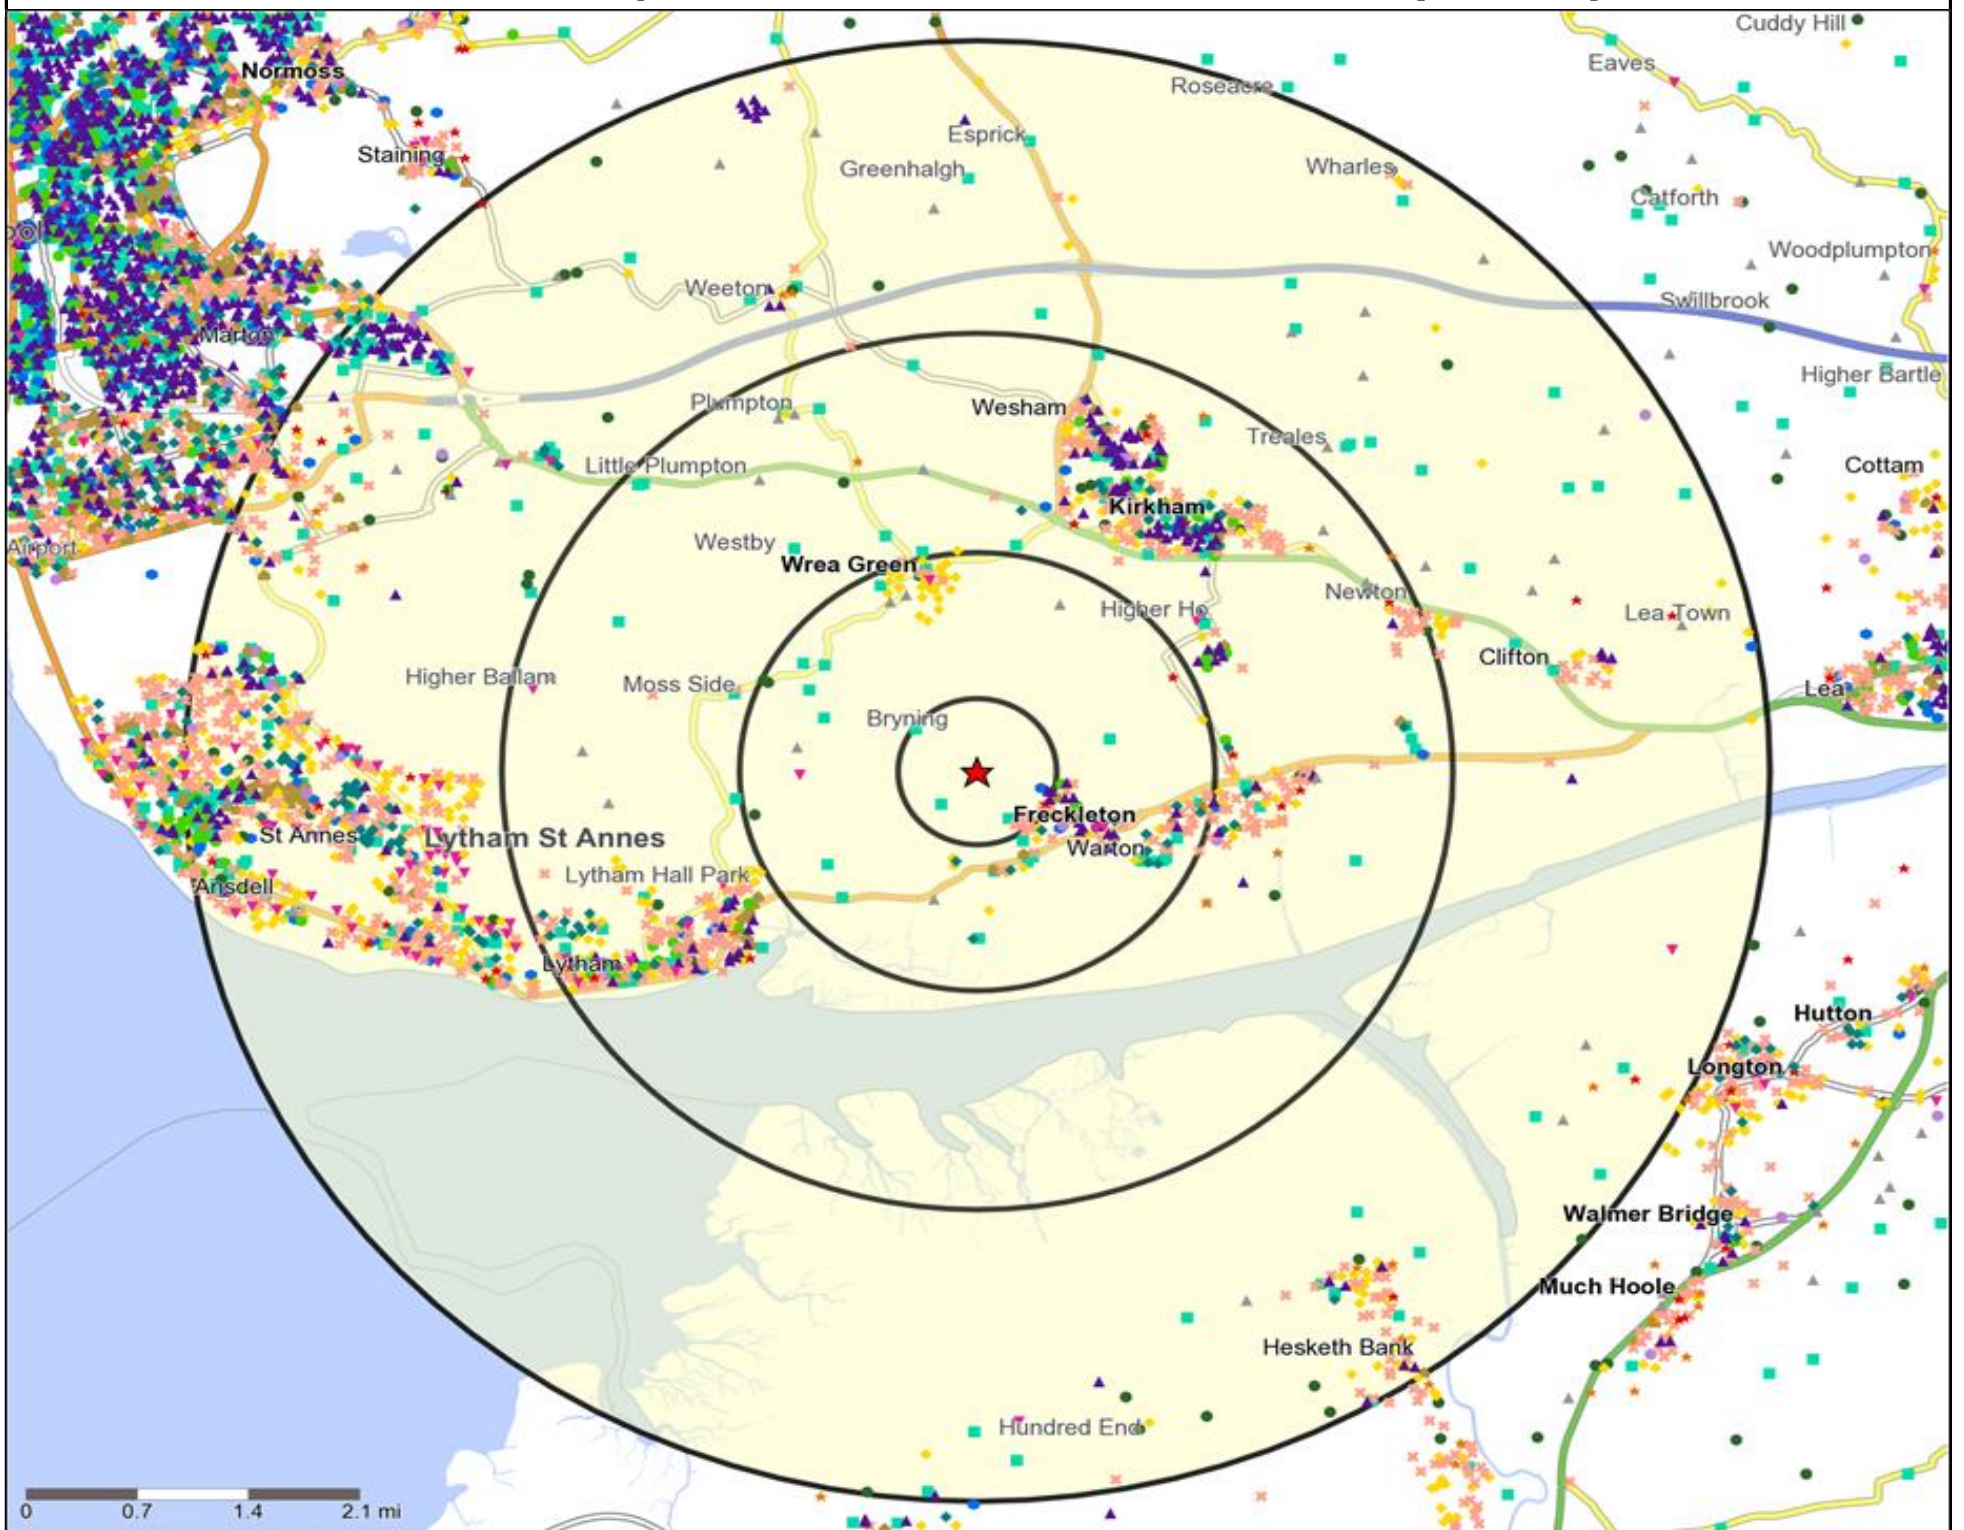 Cuddy Hill
Eaves
Normoss
Roseacre
Esprick
Staining
Greenhalgh
Wharles
Catforth
ool
Woodplumpton
Weeton
Swillbrook
Marton
Higher Bartle
Plumpton
Wesham
Treales
Little Plumpton
Cottam
Kirkham
Airport
Westby
Wrea Green
Newton
Higher Ho
Lea Town
Clifton
Higher Ballam
Moss Side
Lea
Bryning
Freckleton
St Annes
Lytham St Annes
Warton
Lytham Hall Park
Ansdell
Lytham
Hutton
Longton
Walmer Bridge
Much Hoole
Hesketh Bank
Hundred End
0 0.7 1.4 2.1 mi